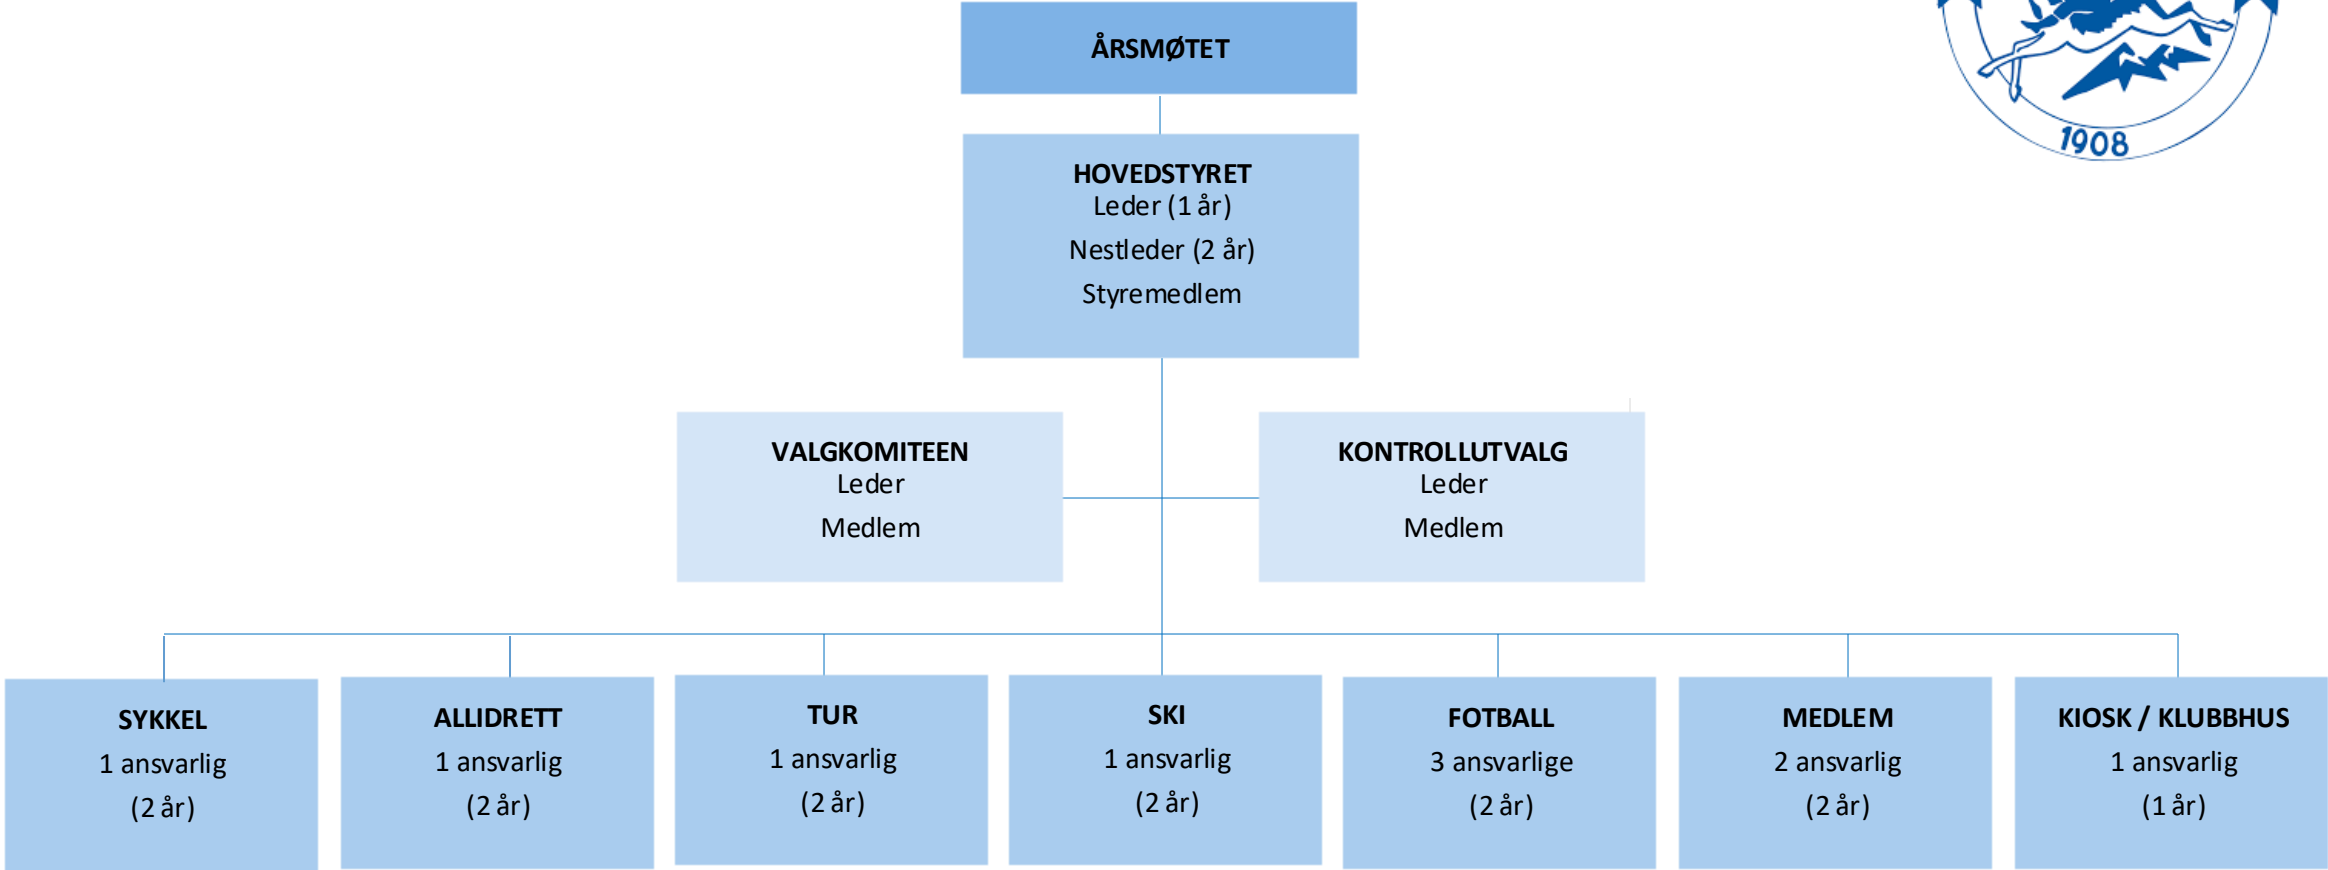 ÅRSMØTET
1908
HOVEDSTYRET
Leder (1 år)
Nestleder (2 år)
Styremedlem
VALGKOMITEEN
Leder
Medlem
KONTROLLUTVALG
Leder
Medlem
SYKKEL
1 ansvarlig
(2 år)
ALLIDRETT
1 ansvarlig
(2 år)
TUR
1 ansvarlig
(2 år)
SKI
1 ansvarlig
(2 år)
FOTBALL
3 ansvarlige
(2 år)
MEDLEM
2 ansvarlig
(2 år)
KIOSK / KLUBBHUS
1 ansvarlig
(1 år)